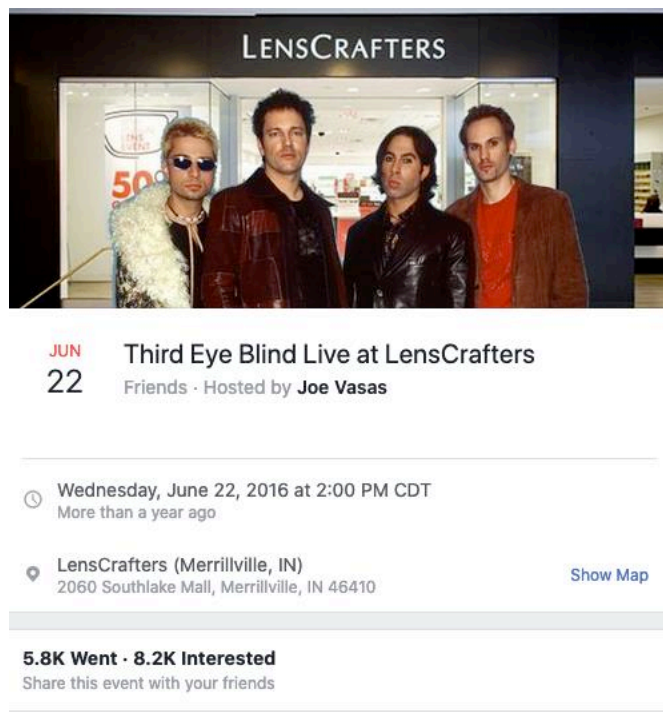 LENSCRAFTERS
50%
JUN
22
Third Eye Blind Live at LensCrafters
Friends · Hosted by Joe Vasas
Wednesday, June 22, 2016 at 2:00 PM CDT
More than a year ago
LensCrafters (Merrillville, IN)
2060 Southlake Mall, Merrillville, IN 46410
Show Map
5.8K Went · 8.2K Interested
Share this event with your friends